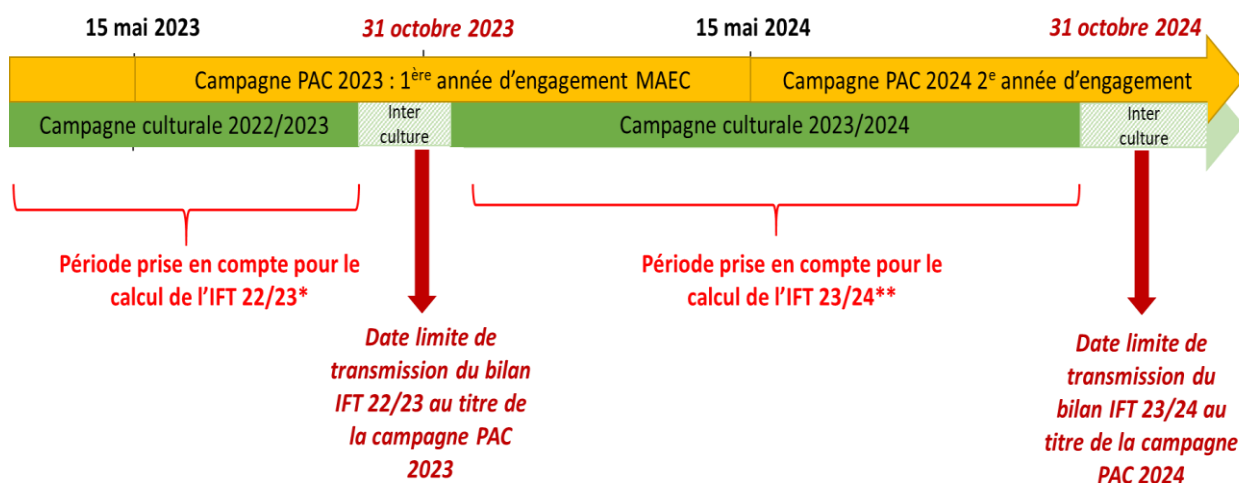 15 mai 2023
31 octobre 2023
15 mai 2024
31 octobre 2024
Campagne PAC 2023 : 1ère année d’engagement MAEC
Campagne PAC 2024 2e année d’engagement
Campagne culturale 2022/2023
Inter
culture
Campagne culturale 2023/2024
Inter
culture
Période prise en compte pour le
calcul de l’IFT 22/23*
Période prise en compte pour le
calcul de l’IFT 23/24**
Date limite de
transmission du bilan
IFT 22/23 au titre de
la campagne PAC
2023
Date limite de
transmission du
bilan IFT 23/24 au
titre de la campagne
PAC 2024